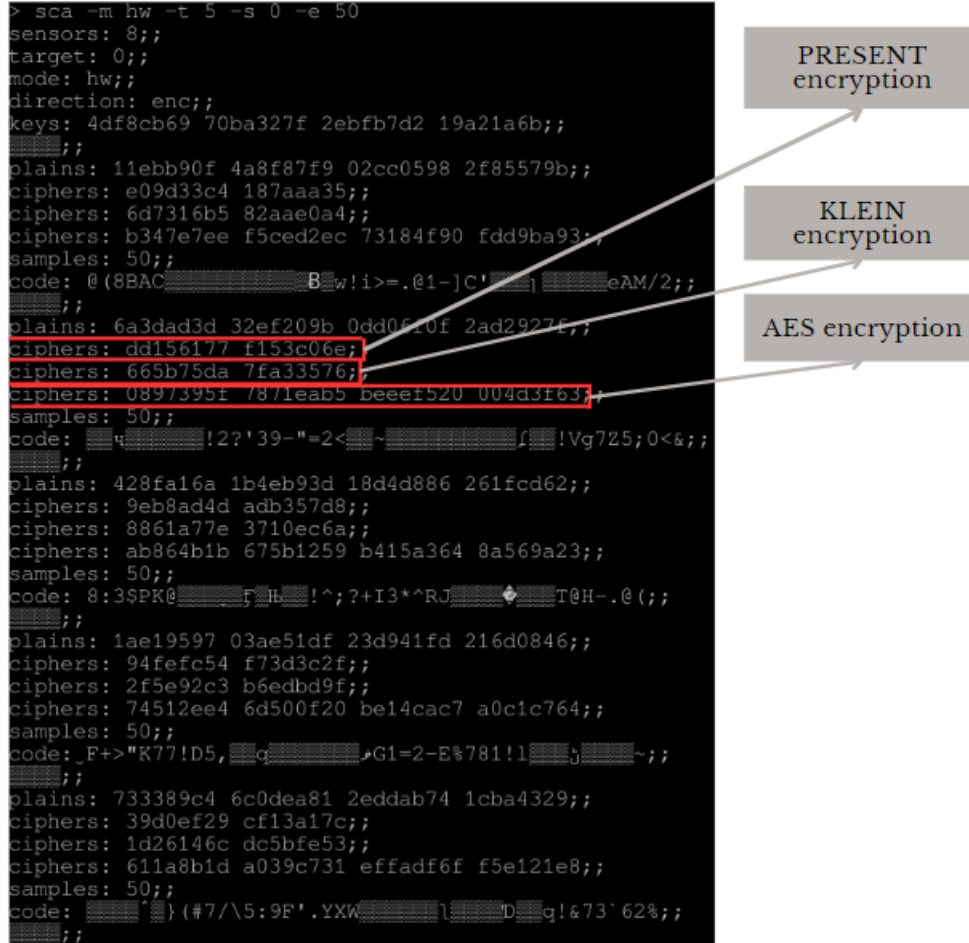 > sca -m hw -t 5 -s 0 -e 50
sensors: 8;;
target: 0;;
mode: hw;;
direction: enc;;
keys: 4df8cb69 70ba327f 2ebfb7d2 19a21a6b;;
;;
plains: 11ebb90f 4a8f87f9 02cc0598 2f85579b;;
ciphers: e09d33c4 187aaa35;;
ciphers: 6d7316b5 82aae0a4;;
ciphers: b347e7ee f5ced2ec 73184f90 fdd9ba93;;
samples: 50;;
code:
;;
plains: 6a3dad3d 32ef209b 0dd06f0f 2ad2927f;;
ciphers: dd156177 f153c06e;
ciphers: 665b75da 7fa33576;;
ciphers: 0897395f 7871eab5 beeef520 004d3f63;;
samples: 50;;
code:
;;
plains: 428fa16a 1b4eb93d 18d4d886 261fcd62;;
ciphers: 9eb8ad4d adb357d8;;
ciphers: 8861a77e 3710ec6a;;
ciphers: ab864b1b 675b1259 b415a364 8a569a23;;
samples: 50;;
code:
;;
plains: 1ae19597 03ae51df 23d941fd 216d0846;;
ciphers: 94fefc54 f73d3c2f;;
ciphers: 2f5e92c3 b6edbd9f;;
ciphers: 74512ee4 6d500f20 be14cac7 a0c1c764;;
samples: 50;;
code:
;;
plains: 733389c4 6c0dea81 2eddab74 1cba4329;;
ciphers: 39d0ef29 cf13a17c;;
ciphers: 1d26146c dc5bfe53;;
ciphers: 611a8b1d a039c731 effadf6f f5e121e8;;
samples: 50;;
code:
;;
PRESENT
encryption
KLEIN
encryption
AES encryption